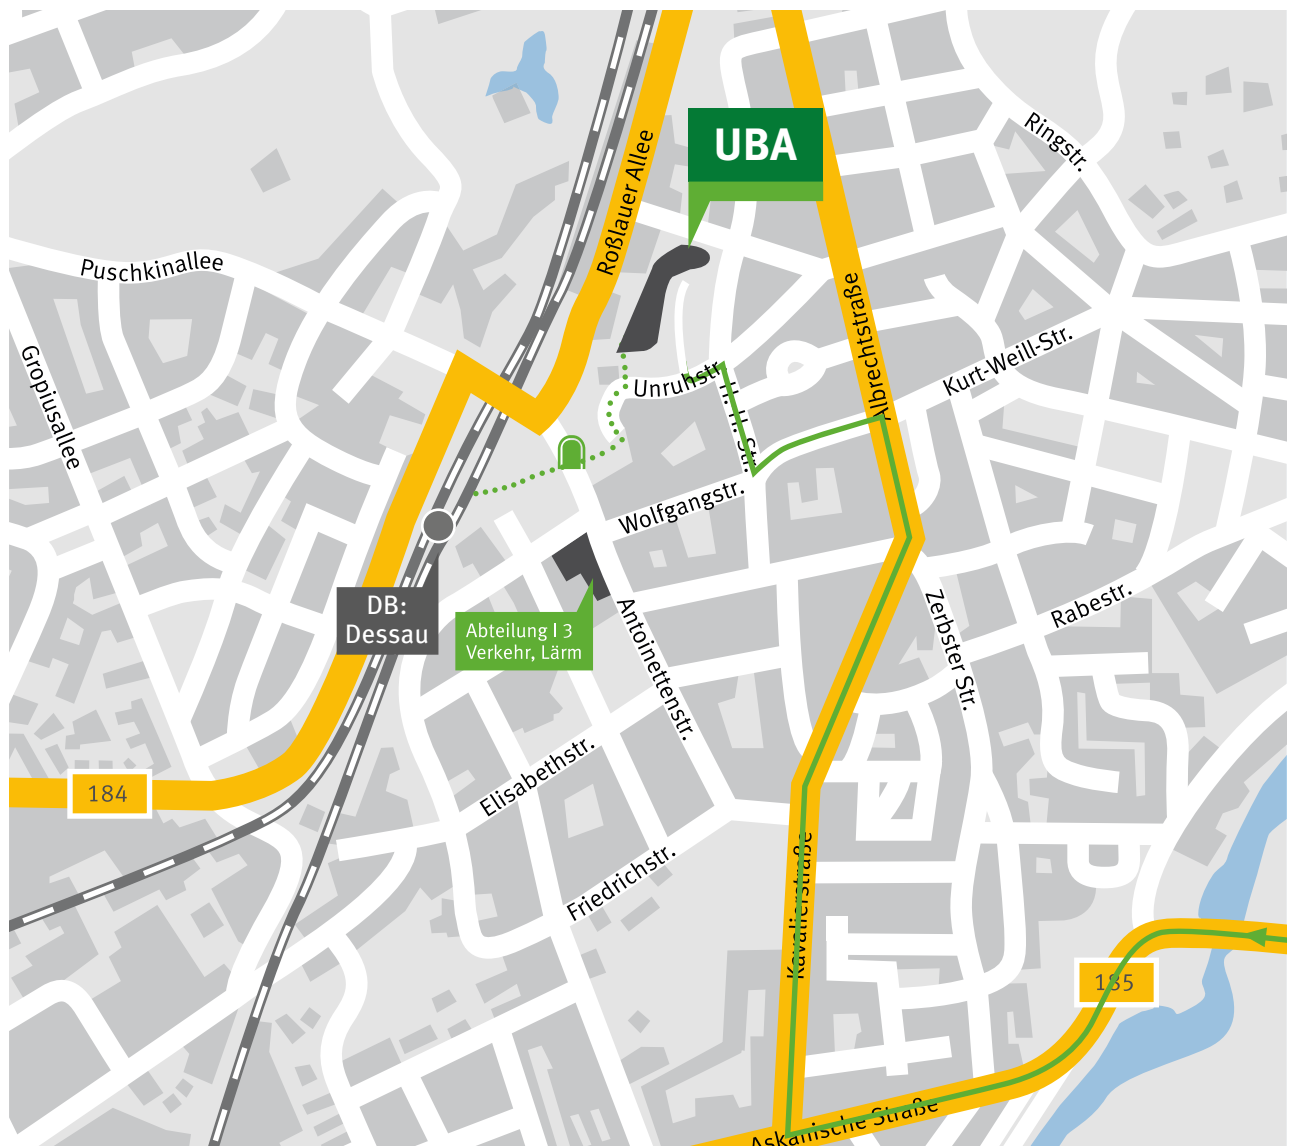 Ringstr.
UBA
Roßlauer Allee
Puschkinallee
Albrechtstraße
Gropiusallee
Kurt-Weill-Str.
Unruhstr.
H. H. Str.
Wolfgangstr.
DB:
Dessau
Abteilung I 3
Verkehr, Lärm
Antoinettenstr.
Zerbster Str.
Rabestr.
Elisabethstr.
184
Friedrichstr.
Kavalierstraße
185
Askanische Straße